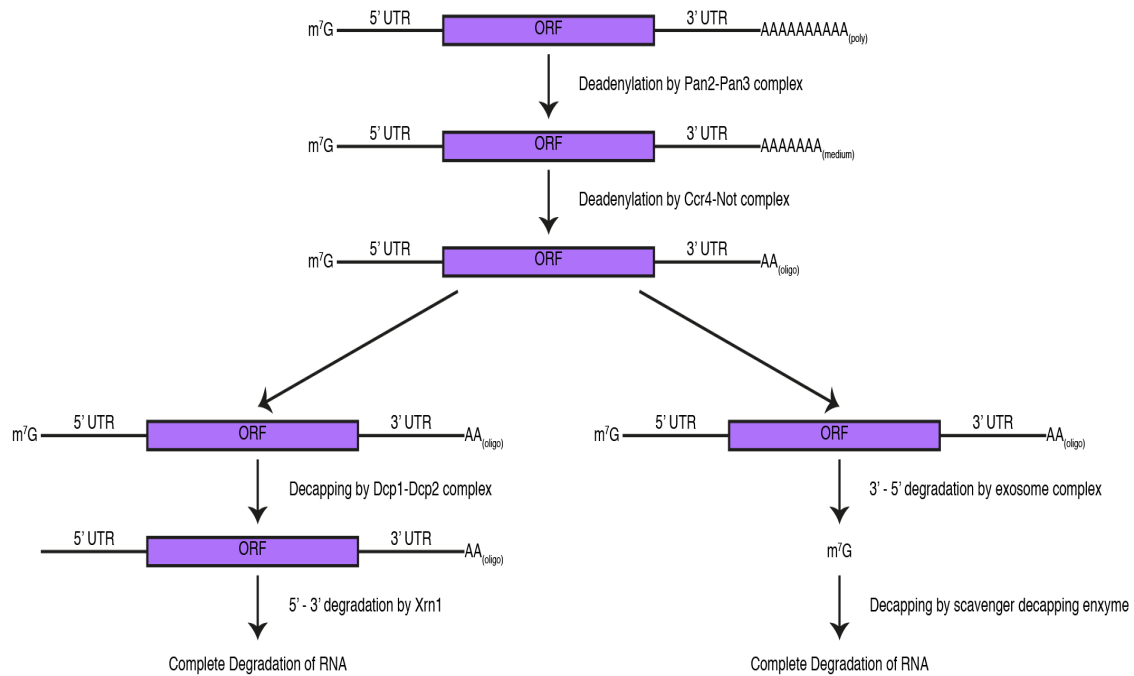 5’ UTR ORF 3’ UTR
m⁷G AAAAAAAAAA(poly)
Deadenylation by Pan2-Pan3 complex
5’ UTR ORF 3’ UTR
m⁷G AAAAAAA(medium)
Deadenylation by Ccr4-Not complex
5’ UTR ORF 3’ UTR
m⁷G AA(oligo)
5’ UTR ORF 3’ UTR
m⁷G AA(oligo)
Decapping by Dcp1-Dcp2 complex
5’ UTR ORF 3’ UTR
AA(oligo)
5’ - 3’ degradation by Xrn1
Complete Degradation of RNA
5’ UTR ORF 3’ UTR
m⁷G AA(oligo)
3’ - 5’ degradation by exosome complex
m⁷G
Decapping by scavenger decapping enxyme
Complete Degradation of RNA